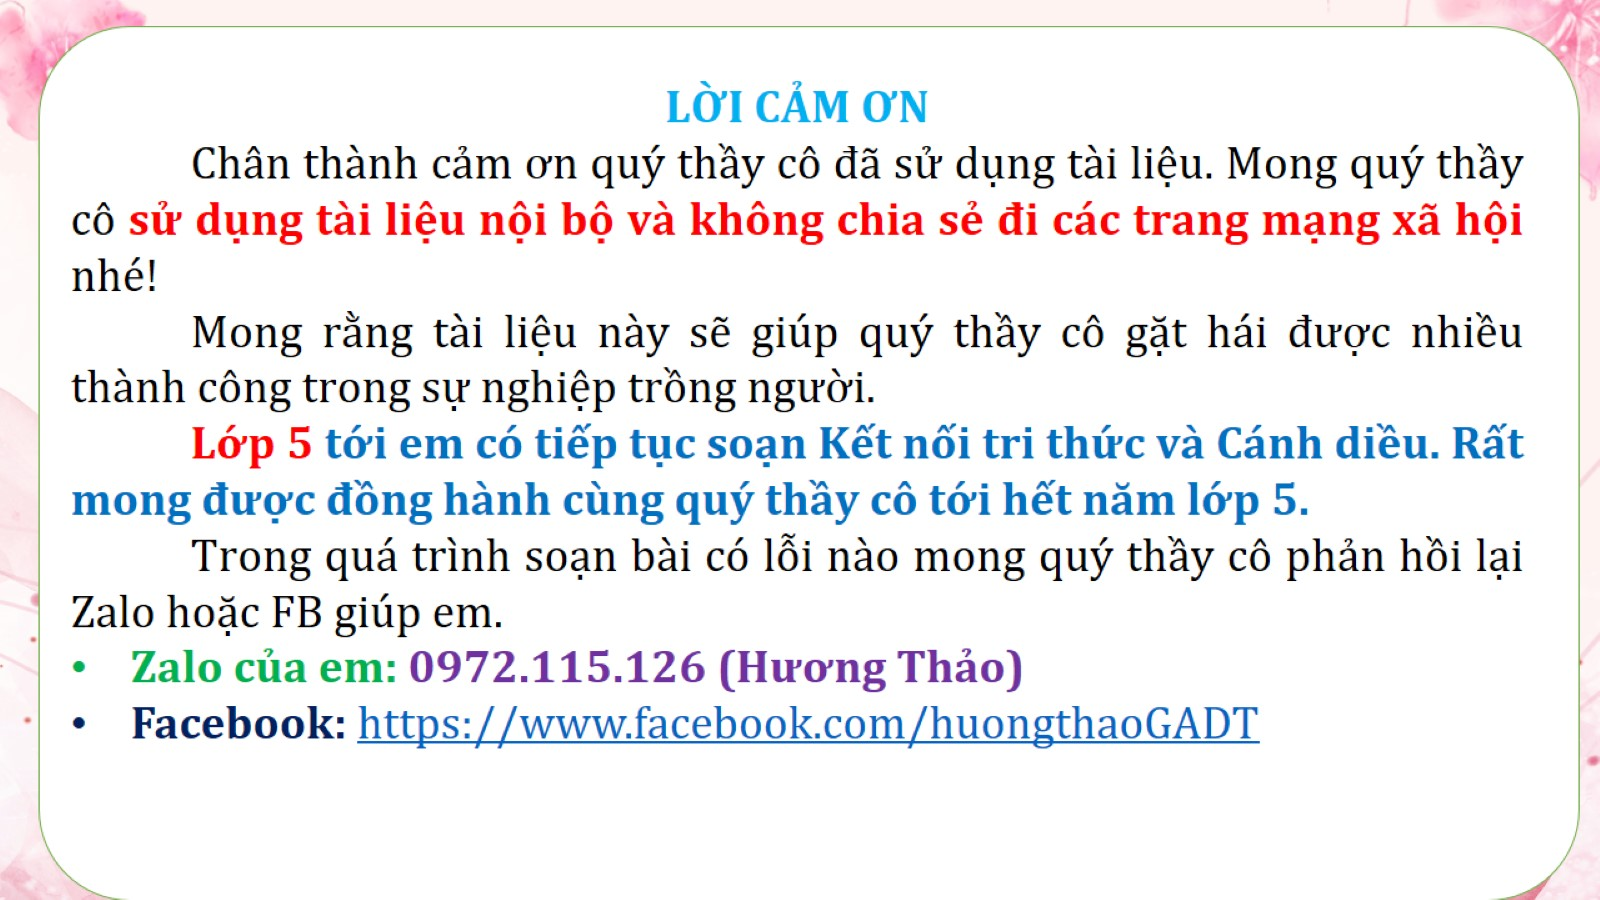 LỜI CẢM ƠN
Chân thành cảm ơn quý thầy cô đã sử dụng tài liệu. Mong quý thầy
cô sử dụng tài liệu nội bộ và không chia sẻ đi các trang mạng xã hội
nhé!
Mong rằng tài liệu này sẽ giúp quý thầy cô gặt hái được nhiều
thành công trong sự nghiệp trồng người.
Lớp 5 tới em có tiếp tục soạn Kết nối tri thức và Cánh diều. Rất
mong được đồng hành cùng quý thầy cô tới hết năm lớp 5.
Trong quá trình soạn bài có lỗi nào mong quý thầy cô phản hồi lại
Zalo hoặc FB giúp em.
• Zalo của em: 0972.115.126 (Hương Thảo)
• Facebook: https://www.facebook.com/huongthaoGADT